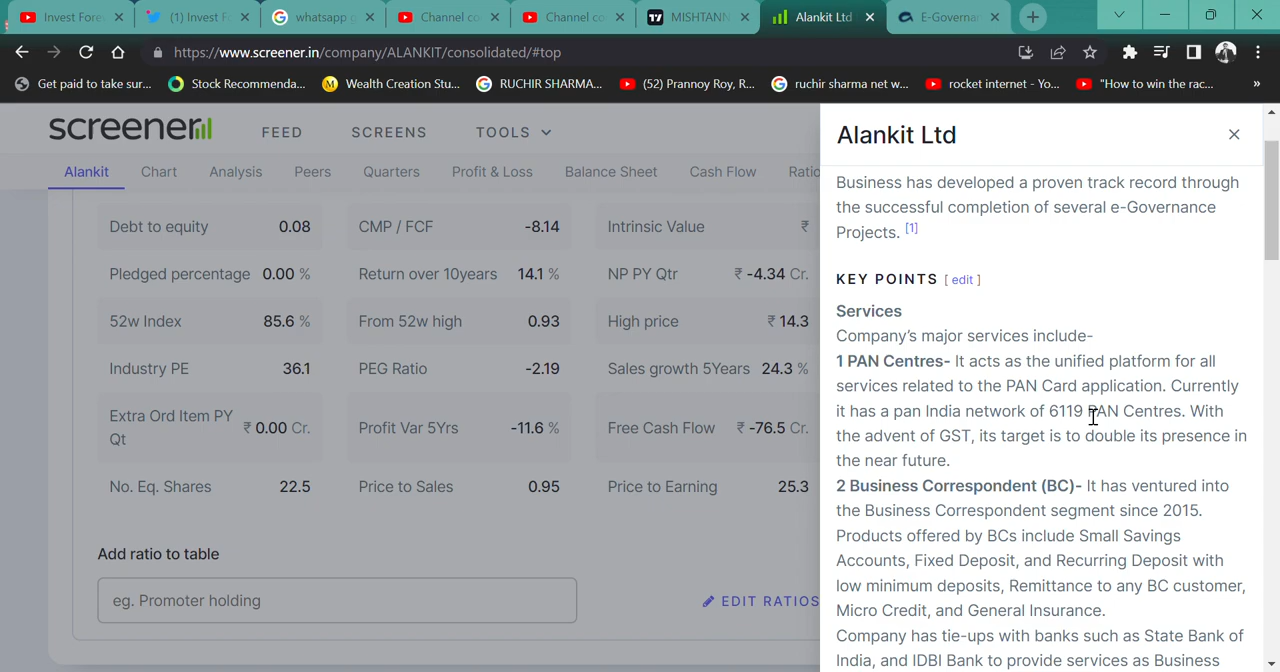 Invest Fore
(1) Invest F
whatsapp g
Channel co
Channel co
MISHTANN
Alankit Ltd
E-Governa
https://www.screener.in/company/ALANKIT/consolidated/#top
Get paid to take sur...
Stock Recommenda...
Wealth Creation Stu...
RUCHIR SHARMA...
(52) Prannoy Roy, R...
ruchir sharma net w...
rocket internet - Yo...
"How to win the rac...
»
screener
FEED
SCREENS
TOOLS
Alankit
Chart
Analysis
Peers
Quarters
Profit & Loss
Balance Sheet
Cash Flow
Ratio
Debt to equity 0.08
CMP / FCF -8.14
Intrinsic Value ₹
Pledged percentage 0.00 %
Return over 10years 14.1 %
NP PY Qtr ₹ -4.34 Cr.
52w Index 85.6 %
From 52w high 0.93
High price ₹ 14.3
Industry PE 36.1
PEG Ratio -2.19
Sales growth 5Years 24.3 %
Extra Ord Item PY
Qt ₹ 0.00 Cr.
Profit Var 5Yrs -11.6 %
Free Cash Flow ₹ -76.5 Cr.
No. Eq. Shares 22.5
Price to Sales 0.95
Price to Earning 25.3
Add ratio to table
eg. Promoter holding
EDIT RATIOS
Alankit Ltd
Business has developed a proven track record through
the successful completion of several e-Governance
Projects. [1]
KEY POINTS [ edit ]
Services
Company's major services include-
1 PAN Centres- It acts as the unified platform for all
services related to the PAN Card application. Currently
it has a pan India network of 6119 PAN Centres. With
the advent of GST, its target is to double its presence in
the near future.
2 Business Correspondent (BC)- It has ventured into
the Business Correspondent segment since 2015.
Products offered by BCs include Small Savings
Accounts, Fixed Deposit, and Recurring Deposit with
low minimum deposits, Remittance to any BC customer,
Micro Credit, and General Insurance.
Company has tie-ups with banks such as State Bank of
India, and IDBI Bank to provide services as Business